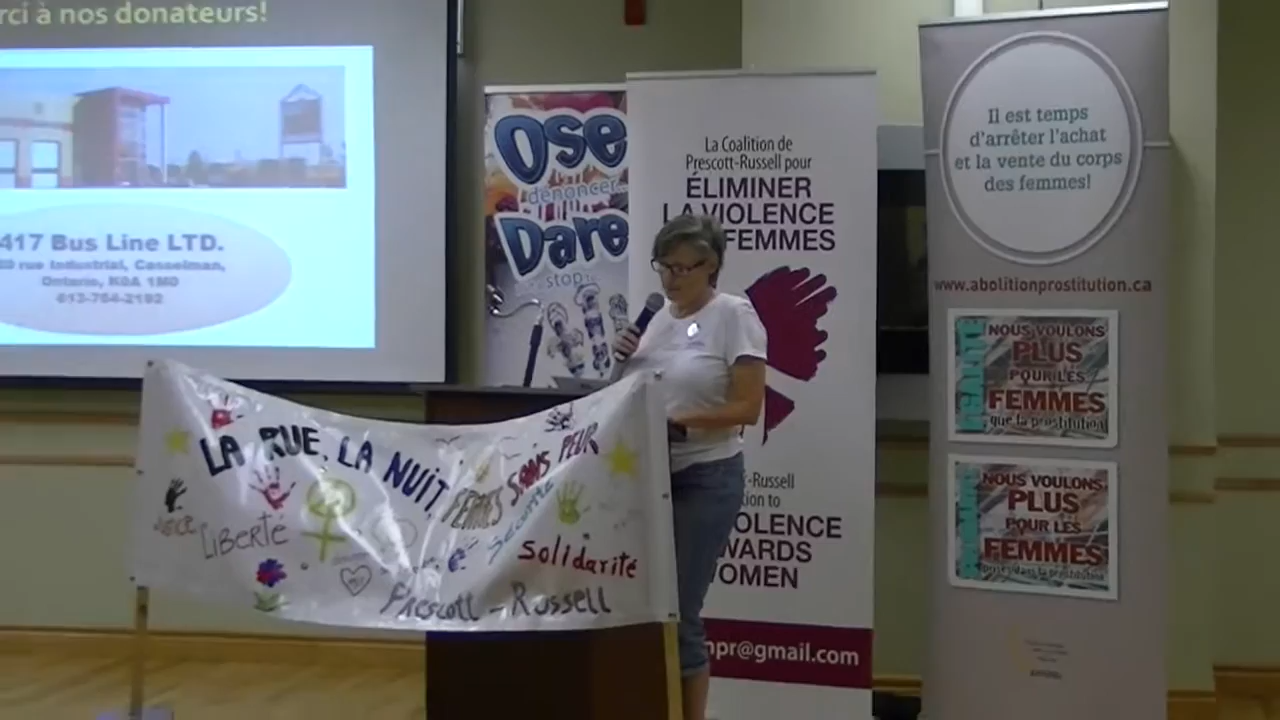 rci à nos donateurs!
417 Bus Line LTD.
rue Industrial, Casselman,
Ontario, K0A 1M0
613-764-2192
Ose
dénoncer...
Dare
stop
La Coalition de
Prescott-Russell pour
ÉLIMINER
LA VIOLENCE
FEMMES
-Russell
to
OLENCE
WARDS
OMEN
npr@gmail.com
Il est temps
d'arrêter l'achat
et la vente du corps
des femmes!
www.abolitionprostitution.ca
NOUS VOULONS
PLUS
POUR LES
FEMMES
que la prostitution
NOUS VOULONS
PLUS
POUR LES
FEMMES
LA RUE, LA NUIT, FEMMES SANS PEUR
Liberté
Sécurité
Solidarité
Prescott-Russell